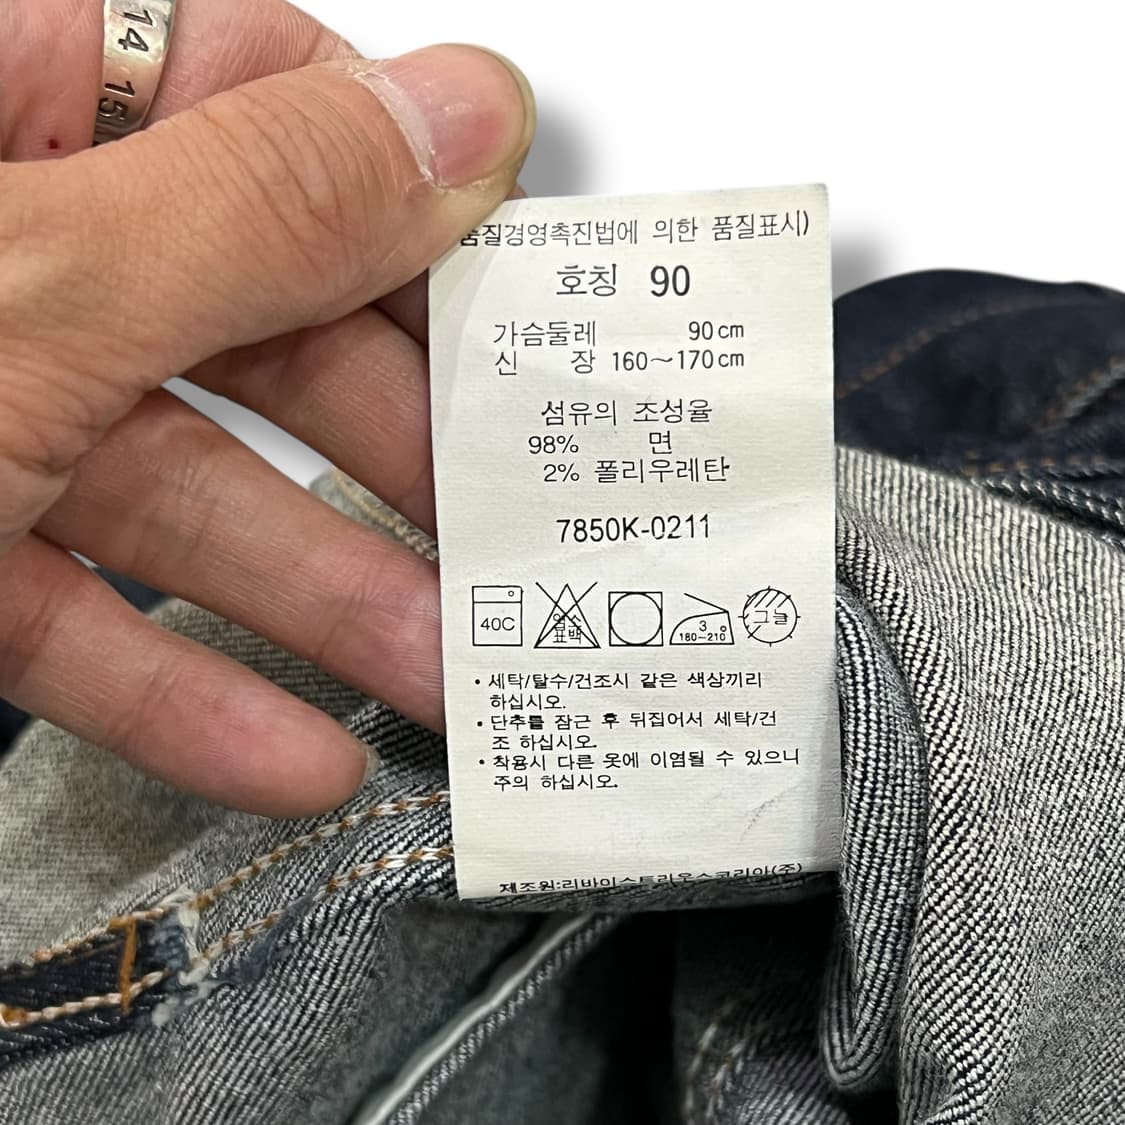 14 15
품질경영촉진법에 의한 품질표시)
호칭 90
가슴둘레 90cm
신 장 160~170cm
섬유의 조성율
98% 면
2% 폴리우레탄
7850K-0211
40C
염소
표백
3
180-210
그늘
• 세탁/탈수/건조시 같은 색상끼리
하십시오.
• 단추를 잠근 후 뒤집어서 세탁/건
조 하십시오.
• 착용시 다른 옷에 이염될 수 있으니
주의 하십시오.
제조원:리바이스트라우스코리아(주)